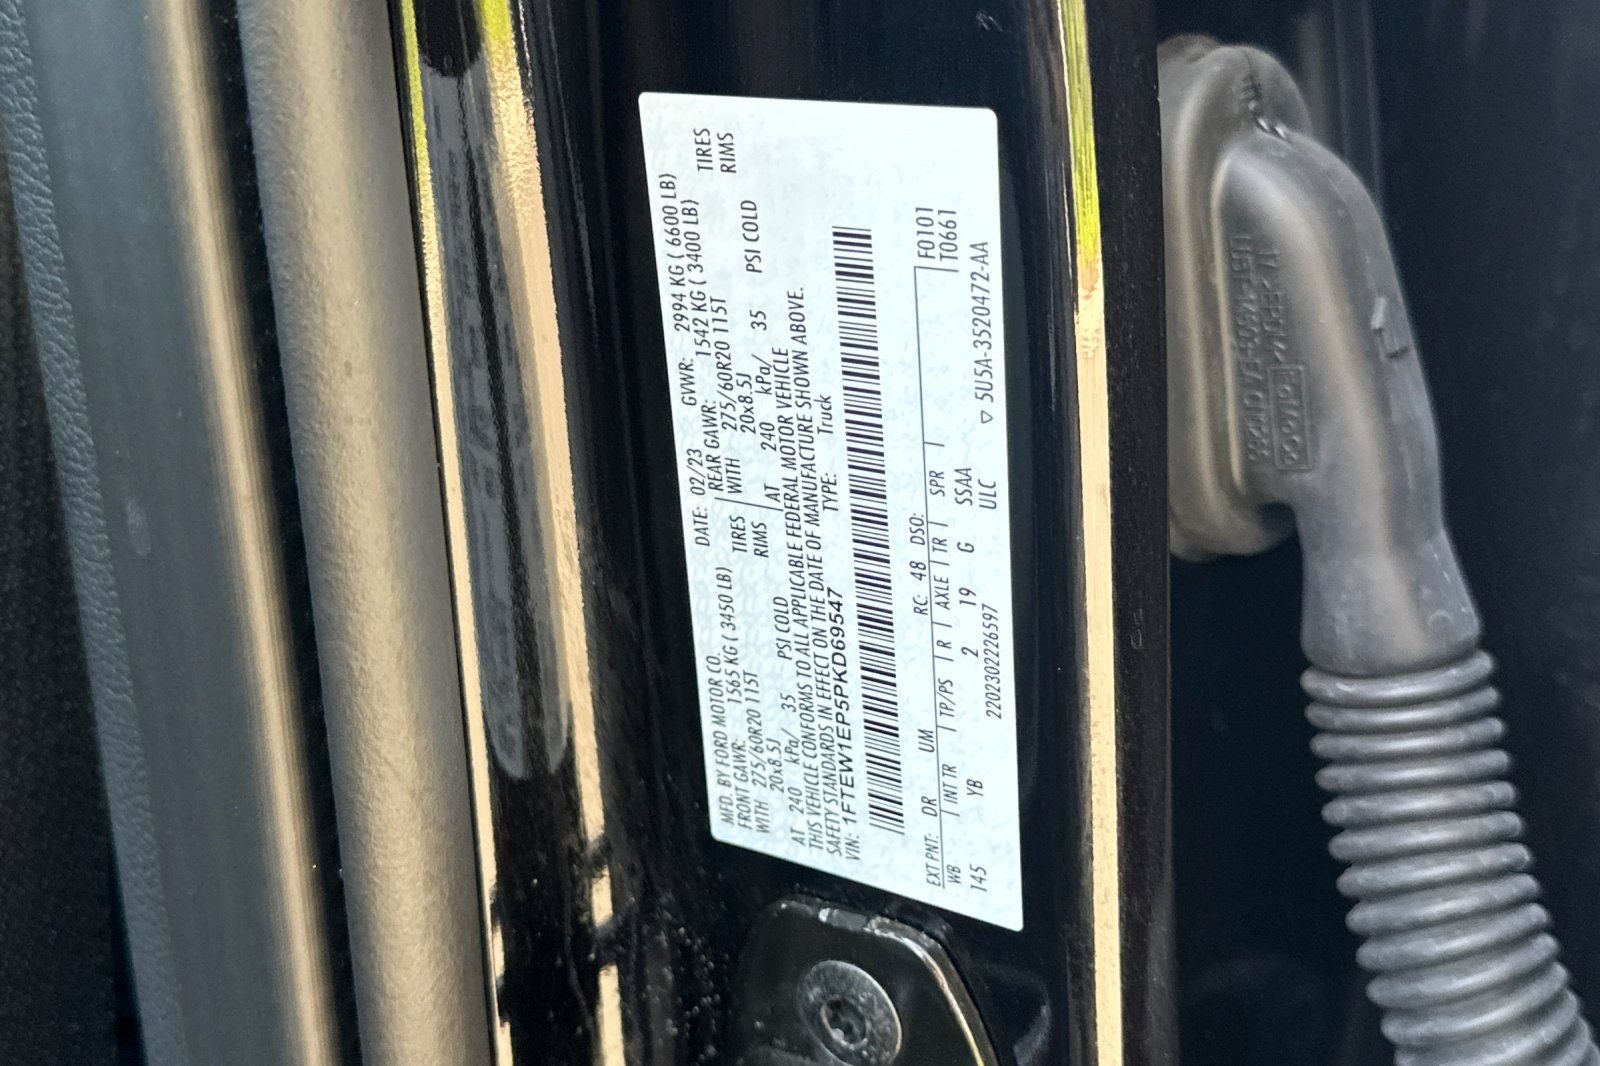 MFD. BY FORD MOTOR CO.
DATE: 02/23 GVWR: 2994 KG ( 6600 LB)
FRONT GAWR: 1565 KG ( 3450 LB) REAR GAWR: 1542 KG ( 3400 LB)
WITH 275/60R20 115T TIRES WITH 275/60R20 115T TIRES
20x8.5J RIMS 20x8.5J RIMS
AT 240 kPa/ 35 PSI COLD AT 240 kPa/ 35 PSI COLD
THIS VEHICLE CONFORMS TO ALL APPLICABLE FEDERAL MOTOR VEHICLE
SAFETY STANDARDS IN EFFECT ON THE DATE OF MANUFACTURE SHOWN ABOVE.
VIN: 1FTEW1EP5PKD69547 TYPE: Truck
F0101
T0661
EXT PNT: DR UM RC: 48 DSO:
WB INT TR TP/PS R AXLE TR SPR
145 YB 2 19 G SSAA
2202302226597 ULC ▽ 5U5A-3520472-AA